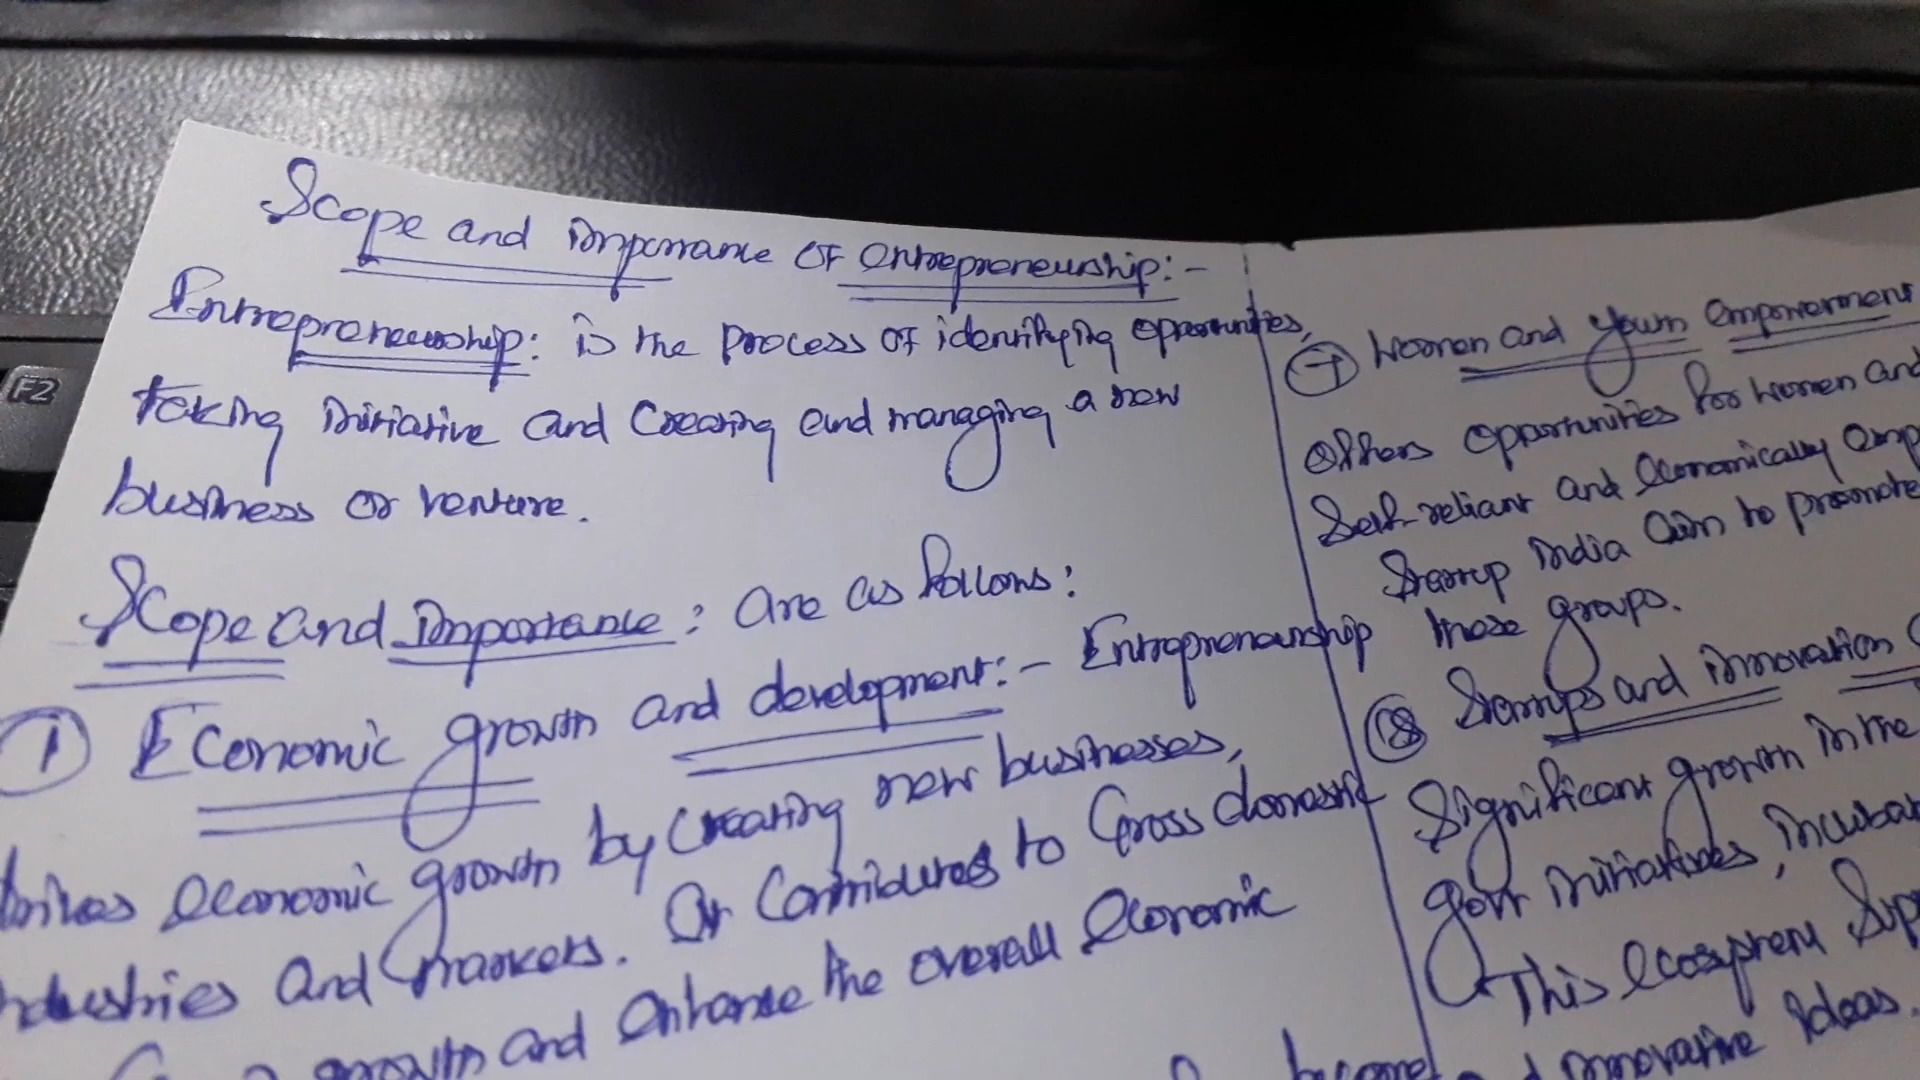 F2
Scope and Importance of Entrepreneurship:-
Entrepreneurship: is the process of identifying opportunities,
taking initiative and creating and managing a new
business or venture.
Scope and Importance: are as follows:
① Economic growth and development:- Entrepreneurship
drives economic growth by creating new businesses,
industries and markets. It Contributes to Gross domestic
growth and enhance the overall economic
⑦ Women and youth empowerment
Offers opportunities for women and
Self-reliant and economically emp
Startup India aim to promote
these groups.
⑧ Startups and innovation
Significant growth in the
govt initiatives, incuba
This ecosystem Sup
innovative ideas.